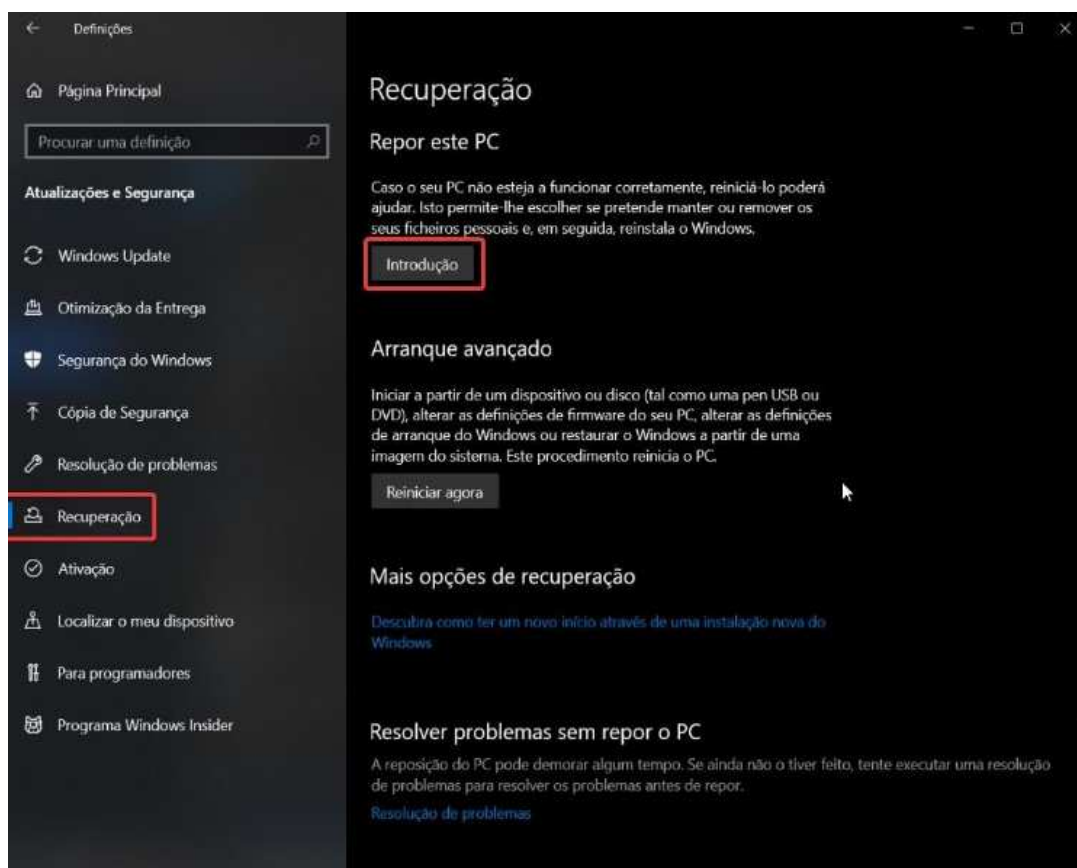 Definições
Página Principal
Procurar uma definição
Atualizações e Segurança
Windows Update
Otimização da Entrega
Segurança do Windows
Cópia de Segurança
Resolução de problemas
Recuperação
Ativação
Localizar o meu dispositivo
Para programadores
Programa Windows Insider
Recuperação
Repor este PC
Caso o seu PC não esteja a funcionar corretamente, reiniciá-lo poderá
ajudar. Isto permite-lhe escolher se pretende manter ou remover os
seus ficheiros pessoais e, em seguida, reinstala o Windows.
Introdução
Arranque avançado
Iniciar a partir de um dispositivo ou disco (tal como uma pen USB ou
DVD), alterar as definições de firmware do seu PC, alterar as definições
de arranque do Windows ou restaurar o Windows a partir de uma
imagem do sistema. Este procedimento reinicia o PC.
Reiniciar agora
Mais opções de recuperação
Descubra como ter um novo início através de uma instalação nova do
Windows
Resolver problemas sem repor o PC
A reposição do PC pode demorar algum tempo. Se ainda não o tiver feito, tente executar uma resolução
de problemas para resolver os problemas antes de repor.
Resolução de problemas